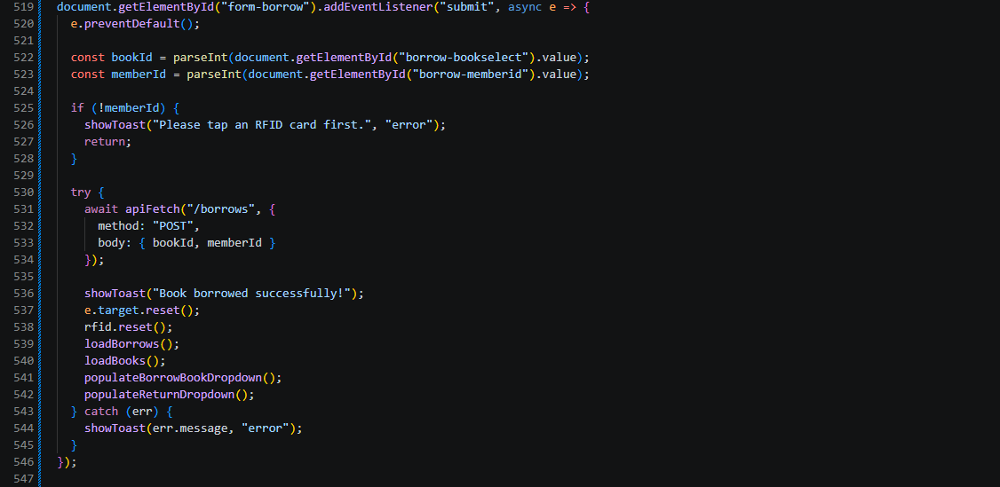 519 document.getElementById("form-borrow").addEventListener("submit", async e => {
520   e.preventDefault();
521
522   const bookId = parseInt(document.getElementById("borrow-bookselect").value);
523   const memberId = parseInt(document.getElementById("borrow-memberid").value);
524
525   if (!memberId) {
526     showToast("Please tap an RFID card first.", "error");
527     return;
528   }
529
530   try {
531     await apiFetch("/borrows", {
532       method: "POST",
533       body: { bookId, memberId }
534     });
535
536     showToast("Book borrowed successfully!");
537     e.target.reset();
538     rfid.reset();
539     loadBorrows();
540     loadBooks();
541     populateBorrowBookDropdown();
542     populateReturnDropdown();
543   } catch (err) {
544     showToast(err.message, "error");
545   }
546 });
547